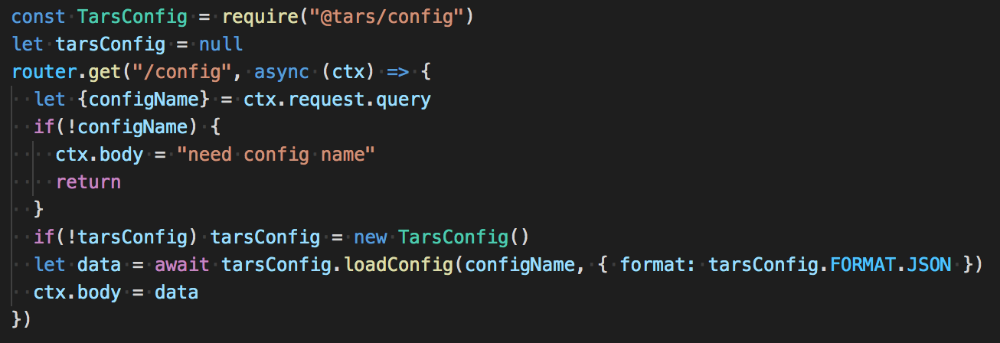 const TarsConfig = require("@tars/config")
let tarsConfig = null
router.get("/config", async (ctx) => {
  let {configName} = ctx.request.query
  if(!configName) {
    ctx.body = "need config name"
    return
  }
  if(!tarsConfig) tarsConfig = new TarsConfig()
  let data = await tarsConfig.loadConfig(configName, { format: tarsConfig.FORMAT.JSON })
  ctx.body = data
})